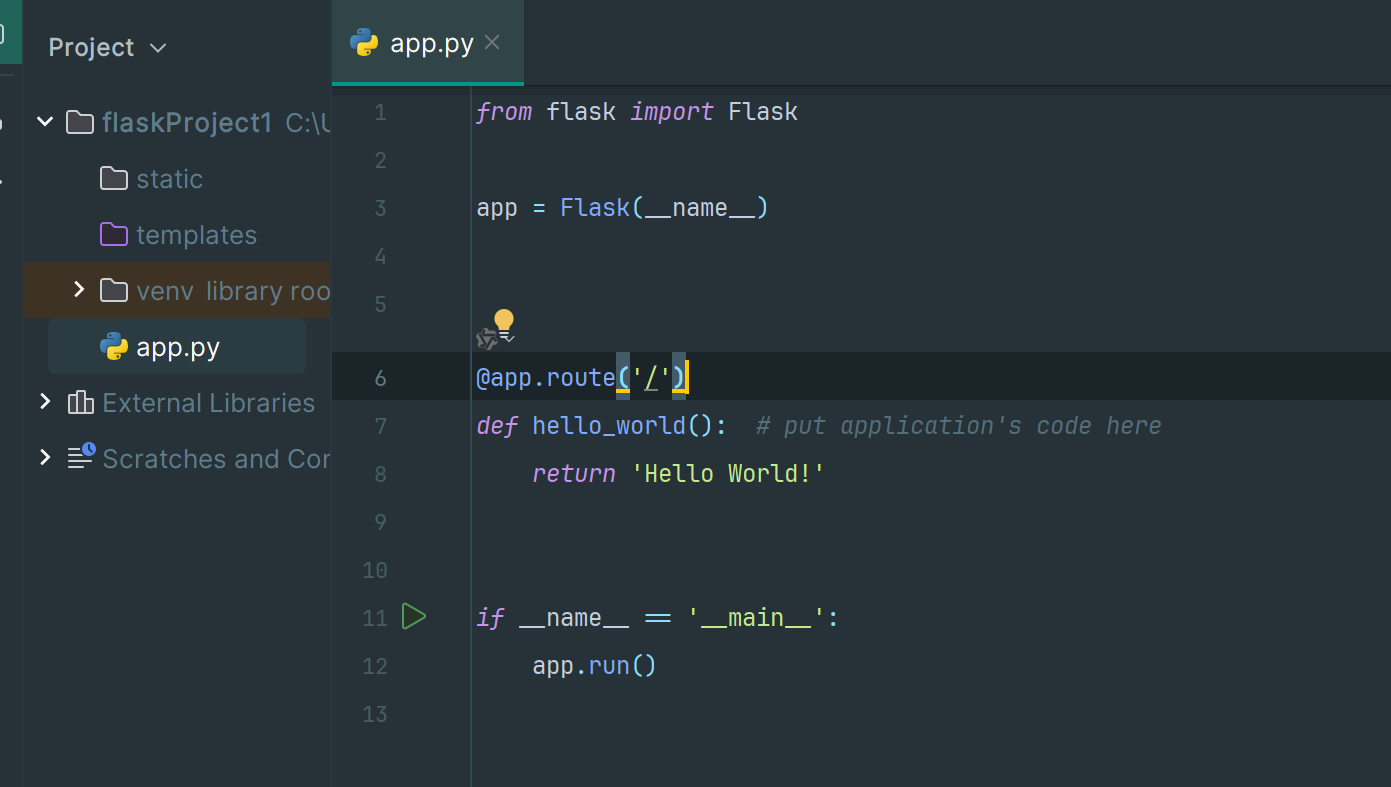 Project
flaskProject1 C:\U
static
templates
venv library roo
app.py
External Libraries
Scratches and Cor
app.py
1 from flask import Flask
2
3 app = Flask(__name__)
4
5
6 @app.route('/')
7 def hello_world():  # put application's code here
8     return 'Hello World!'
9
10
11 if __name__ == '__main__':
12     app.run()
13